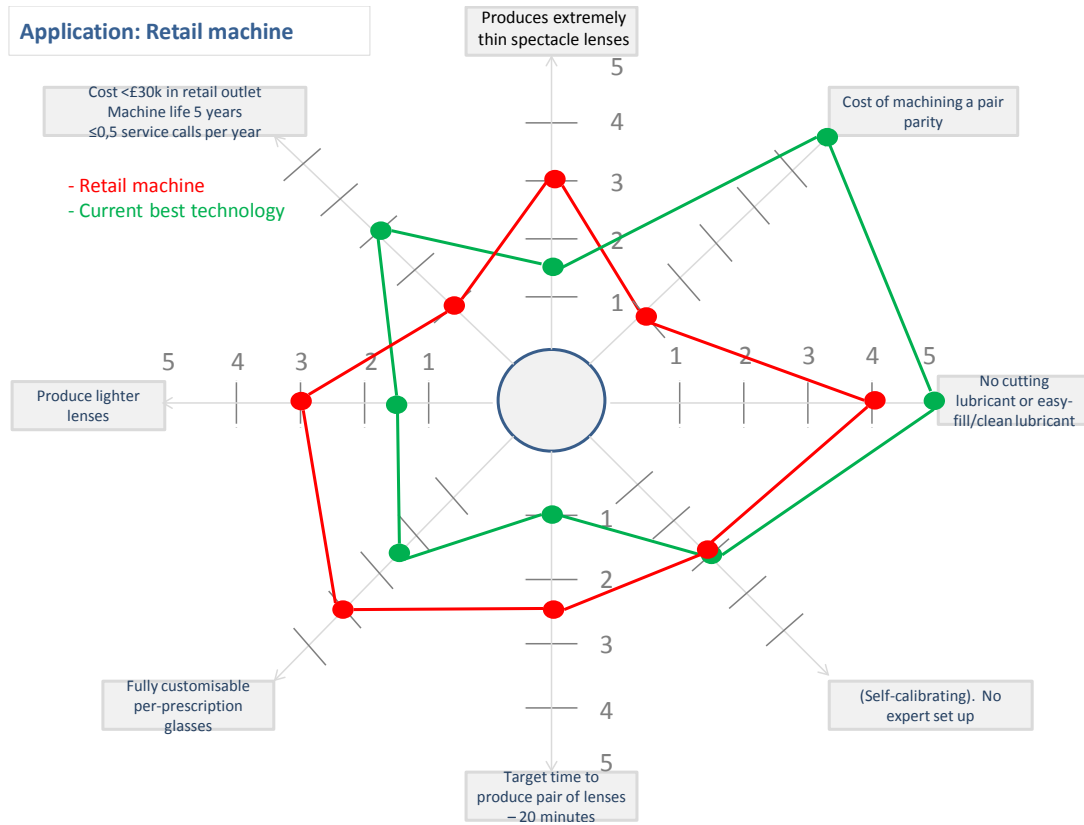 Application: Retail machine
Produces extremely
thin spectacle lenses
Cost <£30k in retail outlet
Machine life 5 years
≤0,5 service calls per year
Cost of machining a pair
parity
- Retail machine
- Current best technology
5
4
3
2
1
5
4
3
2
1
1
2
3
4
5
Produce lighter
lenses
No cutting
lubricant or easy-
fill/clean lubricant
1
2
3
4
5
Fully customisable
per-prescription
glasses
(Self-calibrating).  No
expert set up
Target time to
produce pair of lenses
– 20 minutes